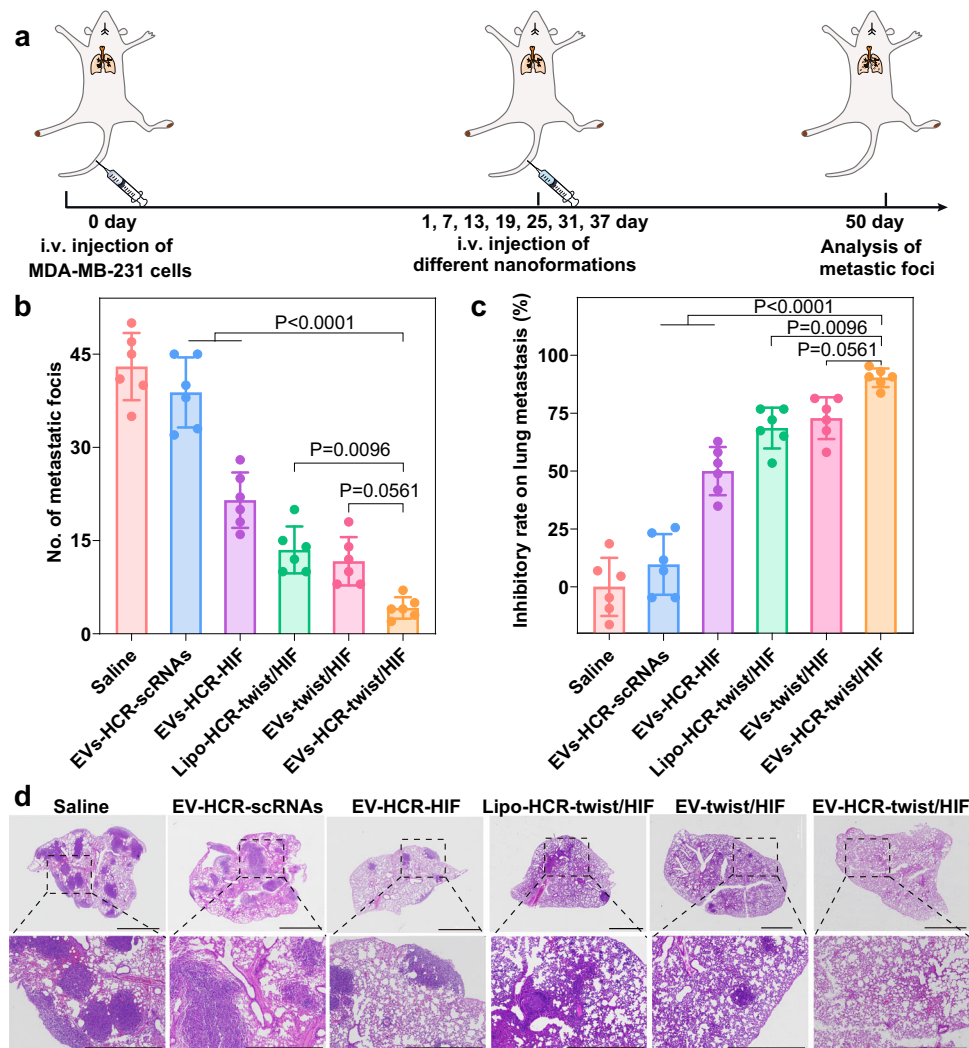 a
0 day
i.v. injection of
MDA-MB-231 cells
1, 7, 13, 19, 25, 31, 37 day
i.v. injection of
different nanoformations
50 day
Analysis of
metastic foci
b
No. of metastatic focis
45
30
15
0
P<0.0001
P=0.0096
P=0.0561
Saline
EVs-HCR-scRNAs
EVs-HCR-HIF
Lipo-HCR-twist/HIF
EVs-twist/HIF
EVs-HCR-twist/HIF
c
Inhibitory rate on lung metastasis (%)
100
75
50
25
0
P<0.0001
P=0.0096
P=0.0561
Saline
EVs-HCR-scRNAs
EVs-HCR-HIF
Lipo-HCR-twist/HIF
EVs-twist/HIF
EVs-HCR-twist/HIF
d
Saline
EV-HCR-scRNAs
EV-HCR-HIF
Lipo-HCR-twist/HIF
EV-twist/HIF
EV-HCR-twist/HIF